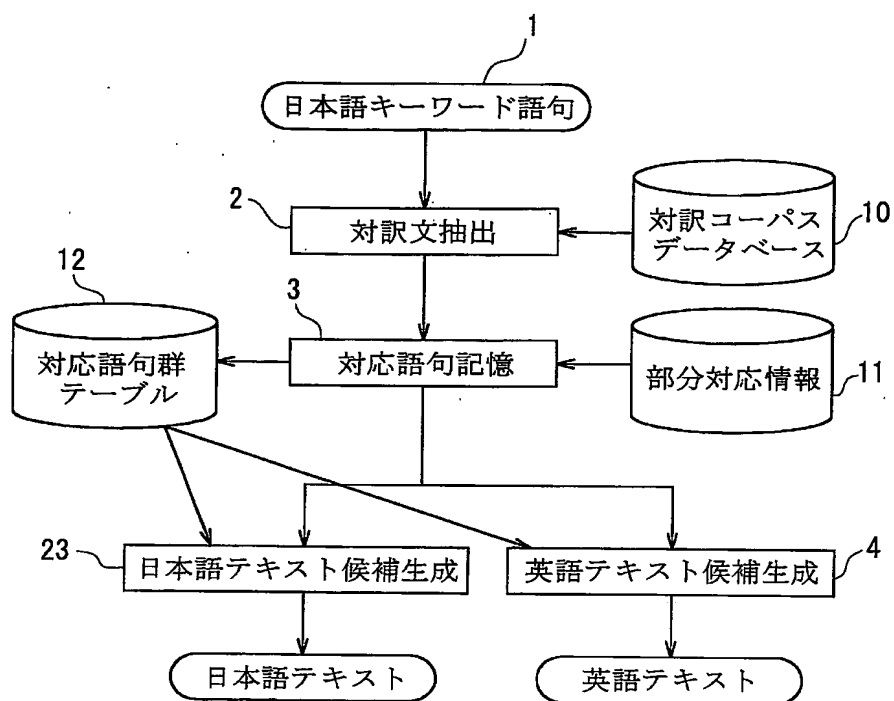 1
日本語キーワード語句
2
対訳文抽出
対訳コーパス
データベース
10
12
3
対応語句群
テーブル
対応語句記憶
部分対応情報
11
23
日本語テキスト候補生成
英語テキスト候補生成
4
日本語テキスト
英語テキスト